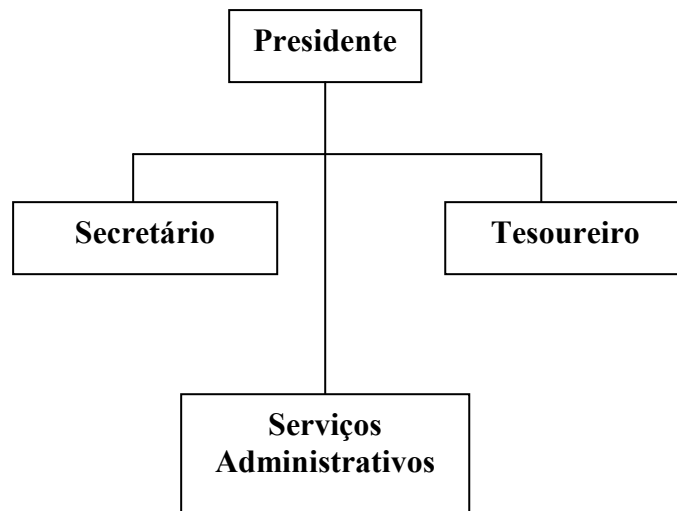 Presidente
Secretário
Tesoureiro
Serviços
Administrativos